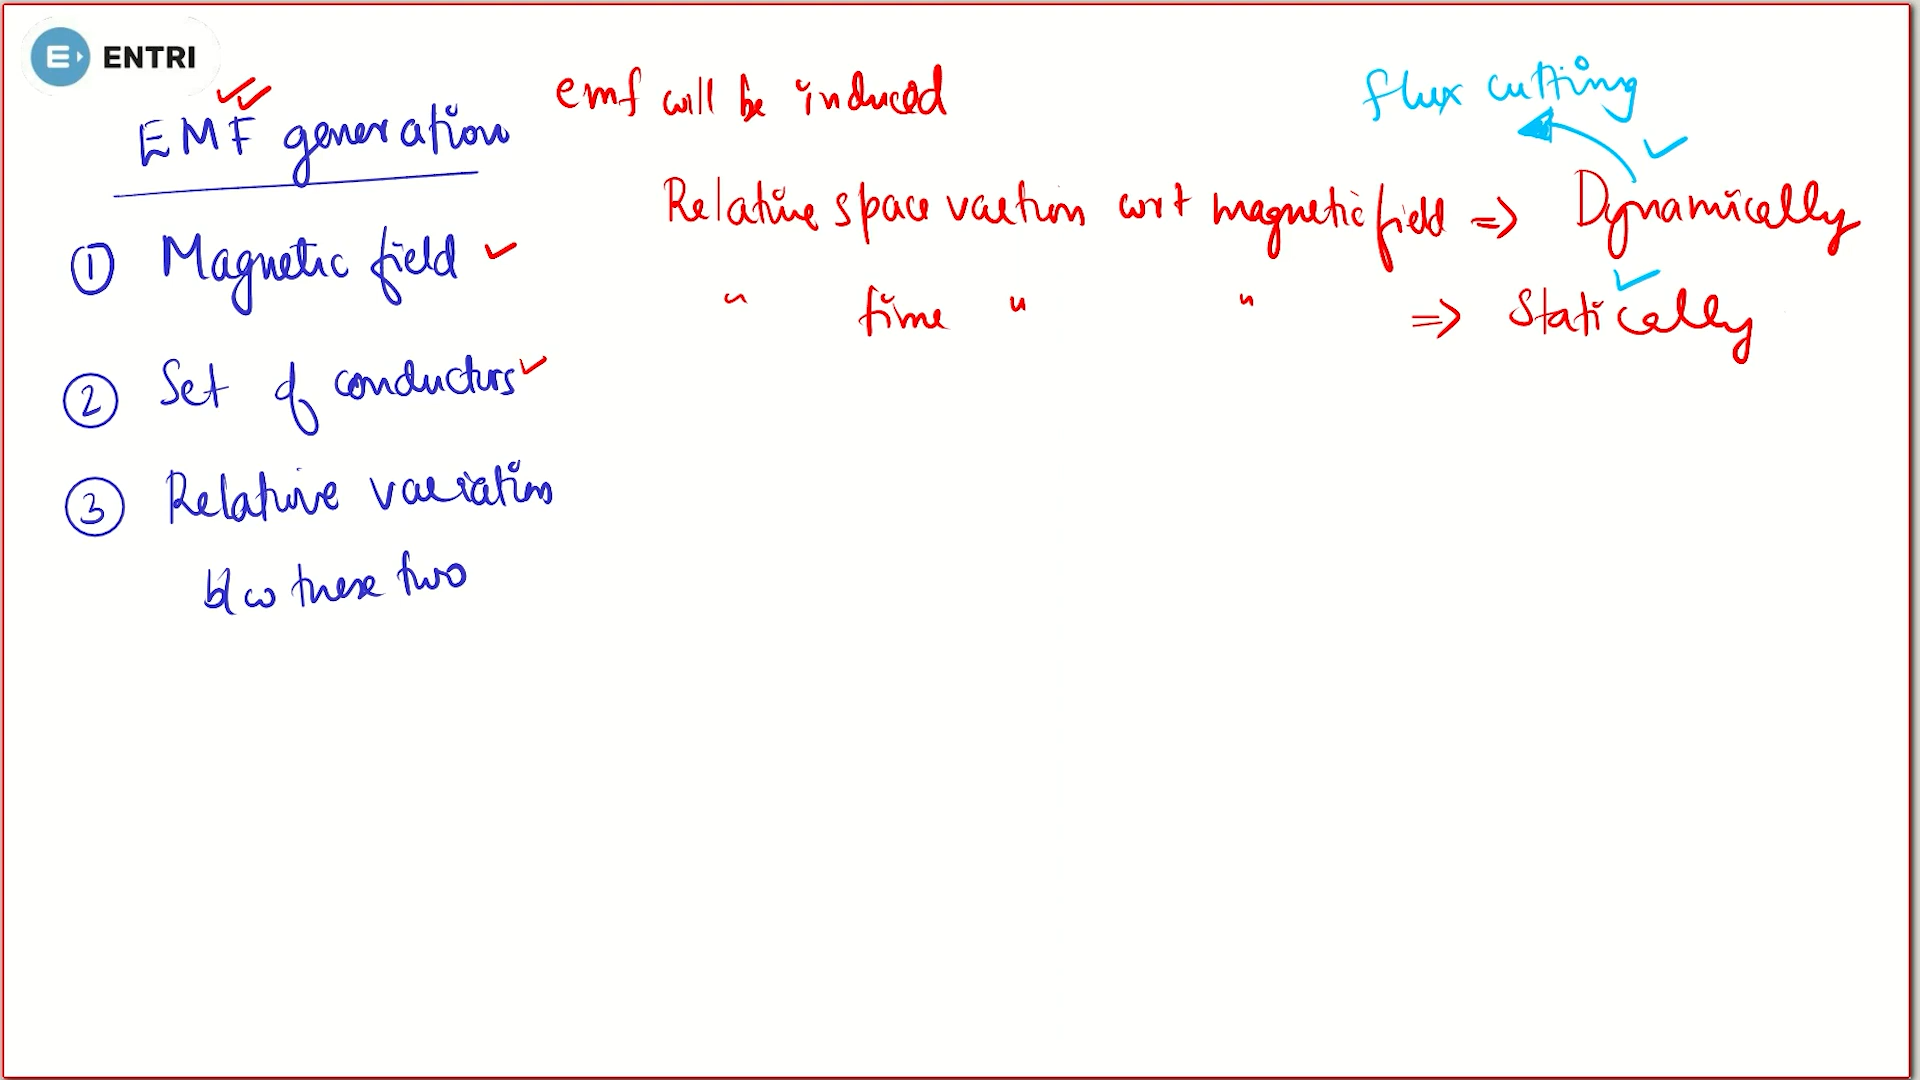 ENTRI
EMF generation
① Magnetic field
② Set of conductors
③ Relative variation
b/w these two
emf will be induced
flux cutting
Relative space vaetion wrt magnetic field => Dynamically
" time " " => Statically